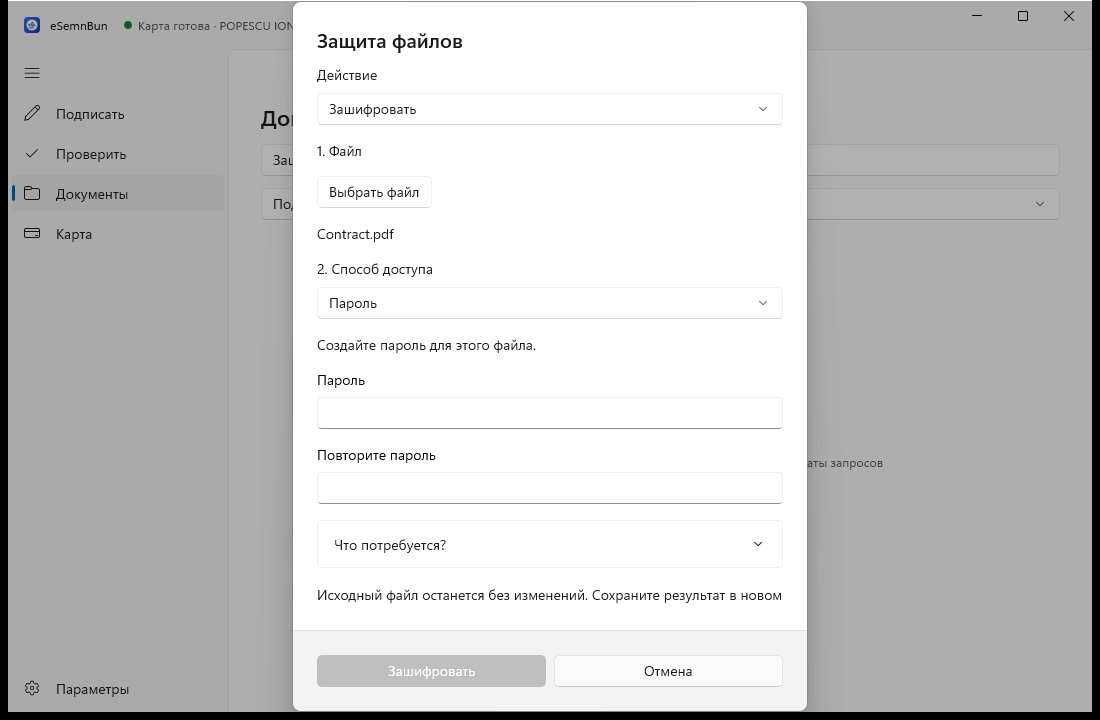 eSemnBun
Карта готова · POPESCU ION
Подписать
Проверить
Документы
Карта
Параметры
Защита файлов
Действие
Зашифровать
1. Файл
Выбрать файл
Contract.pdf
2. Способ доступа
Пароль
Создайте пароль для этого файла.
Пароль
Повторите пароль
Что потребуется?
Исходный файл останется без изменений. Сохраните результат в новом
Зашифровать
Отмена
запросов